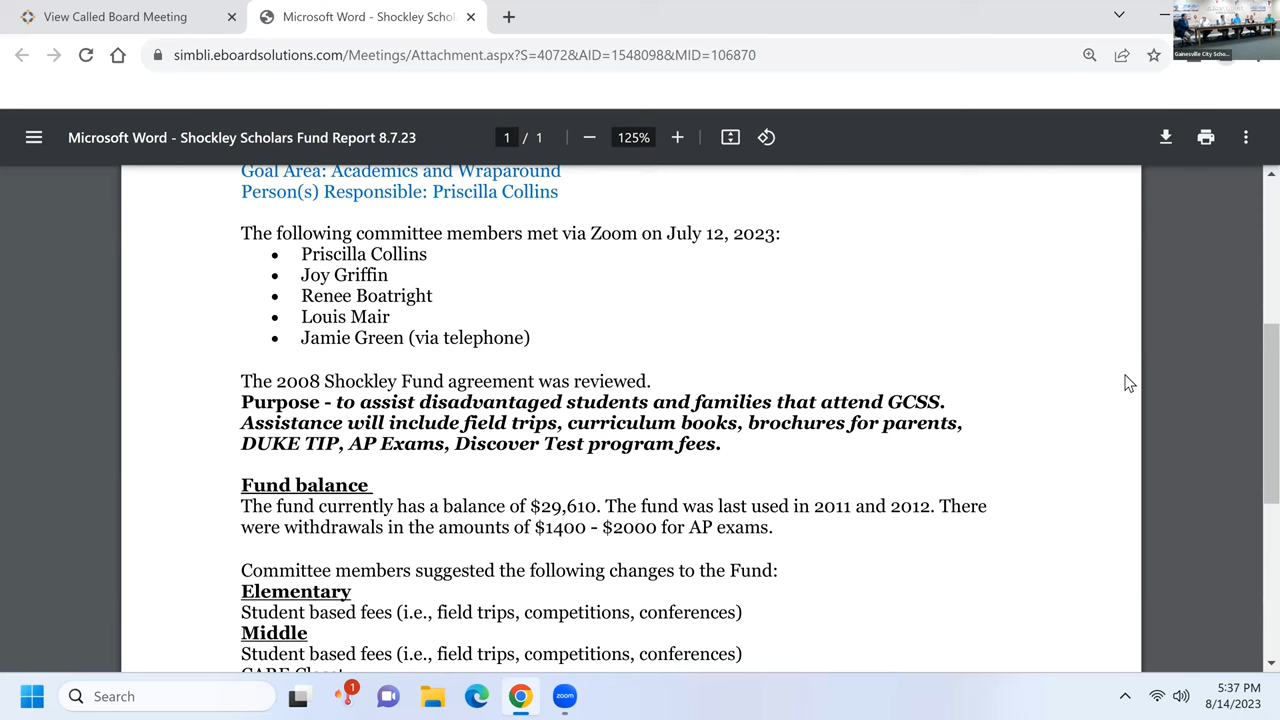 View Called Board Meeting
Microsoft Word - Shockley Schol
simbli.eboardsolutions.com/Meetings/Attachment.aspx?S=4072&AID=1548098&MID=106870
Gainesville City Scho...
Microsoft Word - Shockley Scholars Fund Report 8.7.23
1 / 1
125%
Goal Area: Academics and Wraparound
Person(s) Responsible: Priscilla Collins
The following committee members met via Zoom on July 12, 2023:
• Priscilla Collins
• Joy Griffin
• Renee Boatright
• Louis Mair
• Jamie Green (via telephone)
The 2008 Shockley Fund agreement was reviewed.
Purpose - to assist disadvantaged students and families that attend GCSS.
Assistance will include field trips, curriculum books, brochures for parents,
DUKE TIP, AP Exams, Discover Test program fees.
Fund balance
The fund currently has a balance of $29,610. The fund was last used in 2011 and 2012. There
were withdrawals in the amounts of $1400 - $2000 for AP exams.
Committee members suggested the following changes to the Fund:
Elementary
Student based fees (i.e., field trips, competitions, conferences)
Middle
Student based fees (i.e., field trips, competitions, conferences)
CARE Closet
Search
1
zoom
5:37 PM
8/14/2023